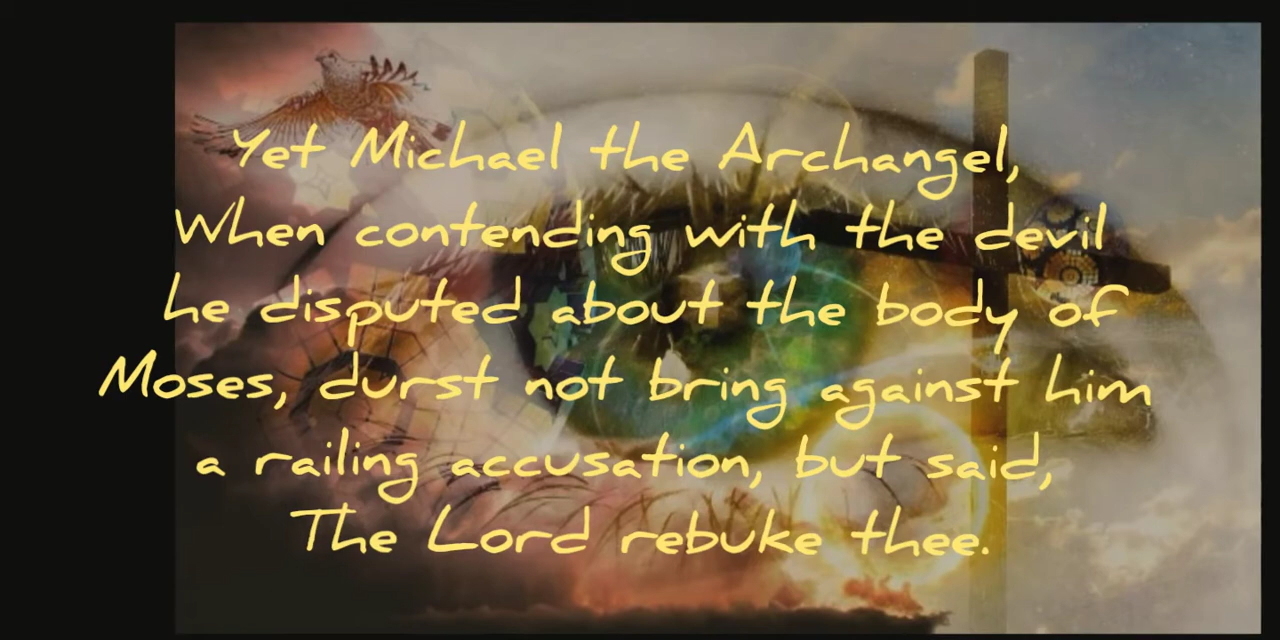 Yet Michael the Archangel,
When contending with the devil
he disputed about the body of
Moses, durst not bring against him
a railing accusation, but said,
The Lord rebuke thee.